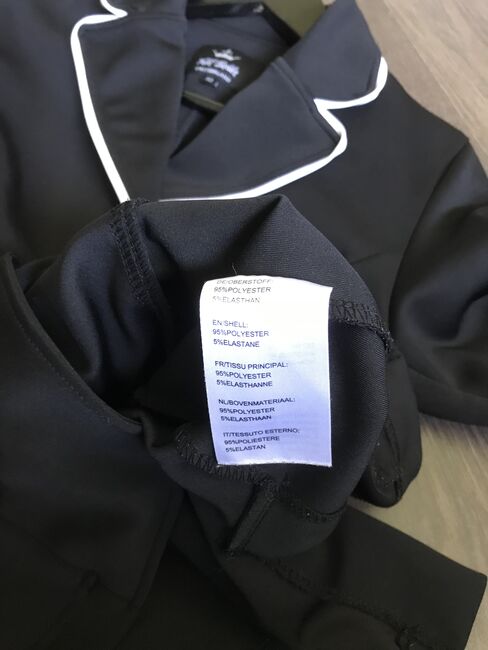 DE/OBERSTOFF:
95%POLYESTER
5%ELASTHAN
EN/SHELL:
95%POLYESTER
5%ELASTANE
FR/TISSU PRINCIPAL:
95%POLYESTER
5%ELASTHANNE
NL/BOVENMATERIAAL:
95%POLYESTER
5%ELASTHAAN
IT/TESSUTO ESTERNO:
95%POLIESTERE
5%ELASTAN